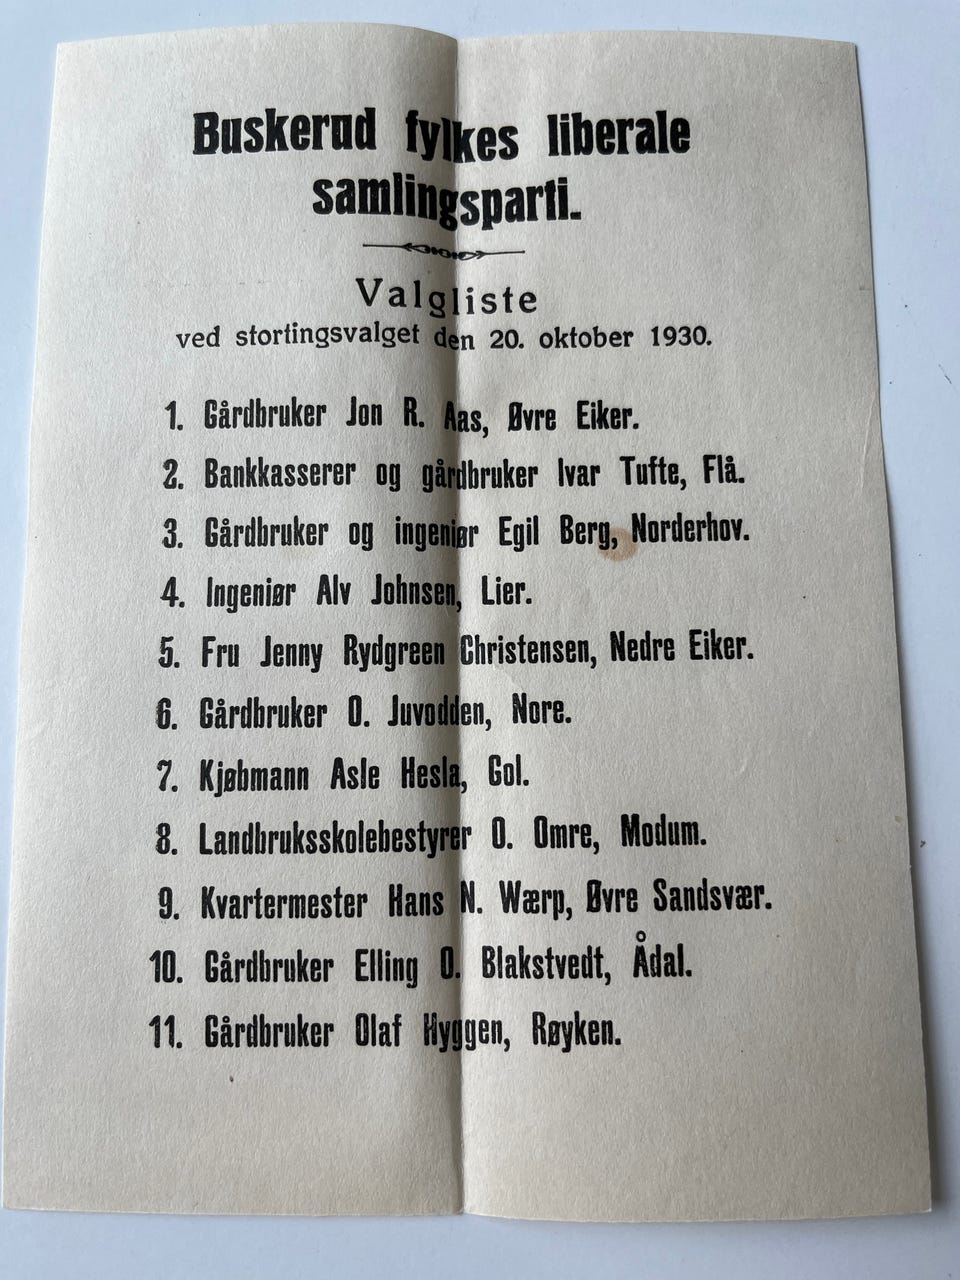 Buskerud fylkes liberale
samlingsparti.
Valgliste
ved stortingsvalget den 20. oktober 1930.
1. Gårdbruker Jon R. Aas, Øvre Eiker.
2. Bankkasserer og gårdbruker Ivar Tufte, Flå.
3. Gårdbruker og ingeniør Egil Berg, Norderhov.
4. Ingeniør Alv Johnsen, Lier.
5. Fru Jenny Rydgreen Christensen, Nedre Eiker.
6. Gårdbruker O. Juvodden, Nore.
7. Kjøbmann Asle Hesla, Gol.
8. Landbruksskolebestyrer O. Omre, Modum.
9. Kvartermester Hans N. Wærp, Øvre Sandsvær.
10. Gårdbruker Elling O. Blakstvedt, Ådal.
11. Gårdbruker Olaf Hyggen, Røyken.